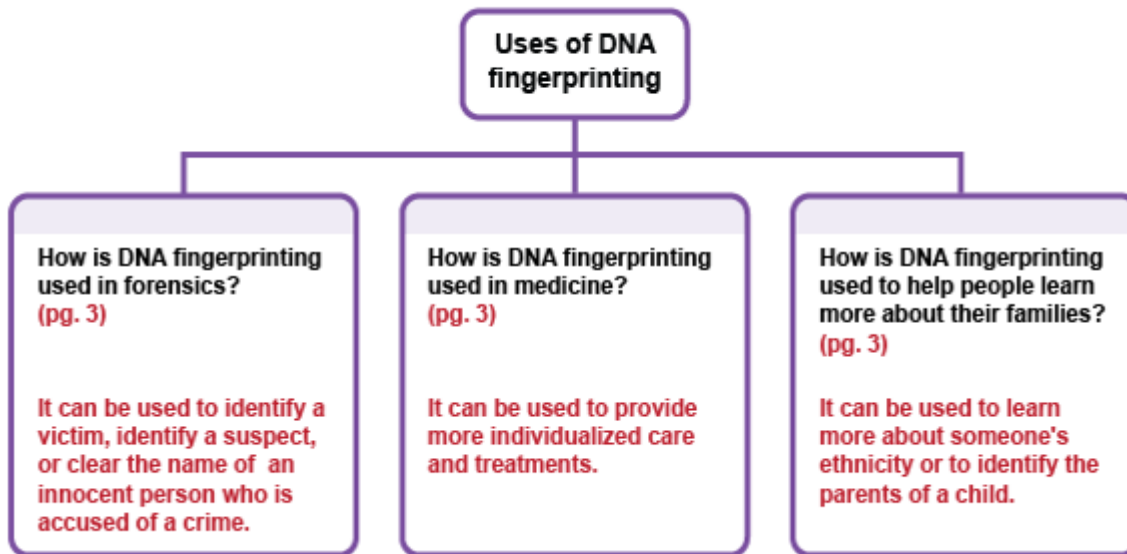 Uses of DNA
fingerprinting
How is DNA fingerprinting
used in forensics?
(pg. 3)
It can be used to identify a
victim, identify a suspect,
or clear the name of an
innocent person who is
accused of a crime.
How is DNA fingerprinting
used in medicine?
(pg. 3)
It can be used to provide
more individualized care
and treatments.
How is DNA fingerprinting
used to help people learn
more about their families?
(pg. 3)
It can be used to learn
more about someone's
ethnicity or to identify the
parents of a child.